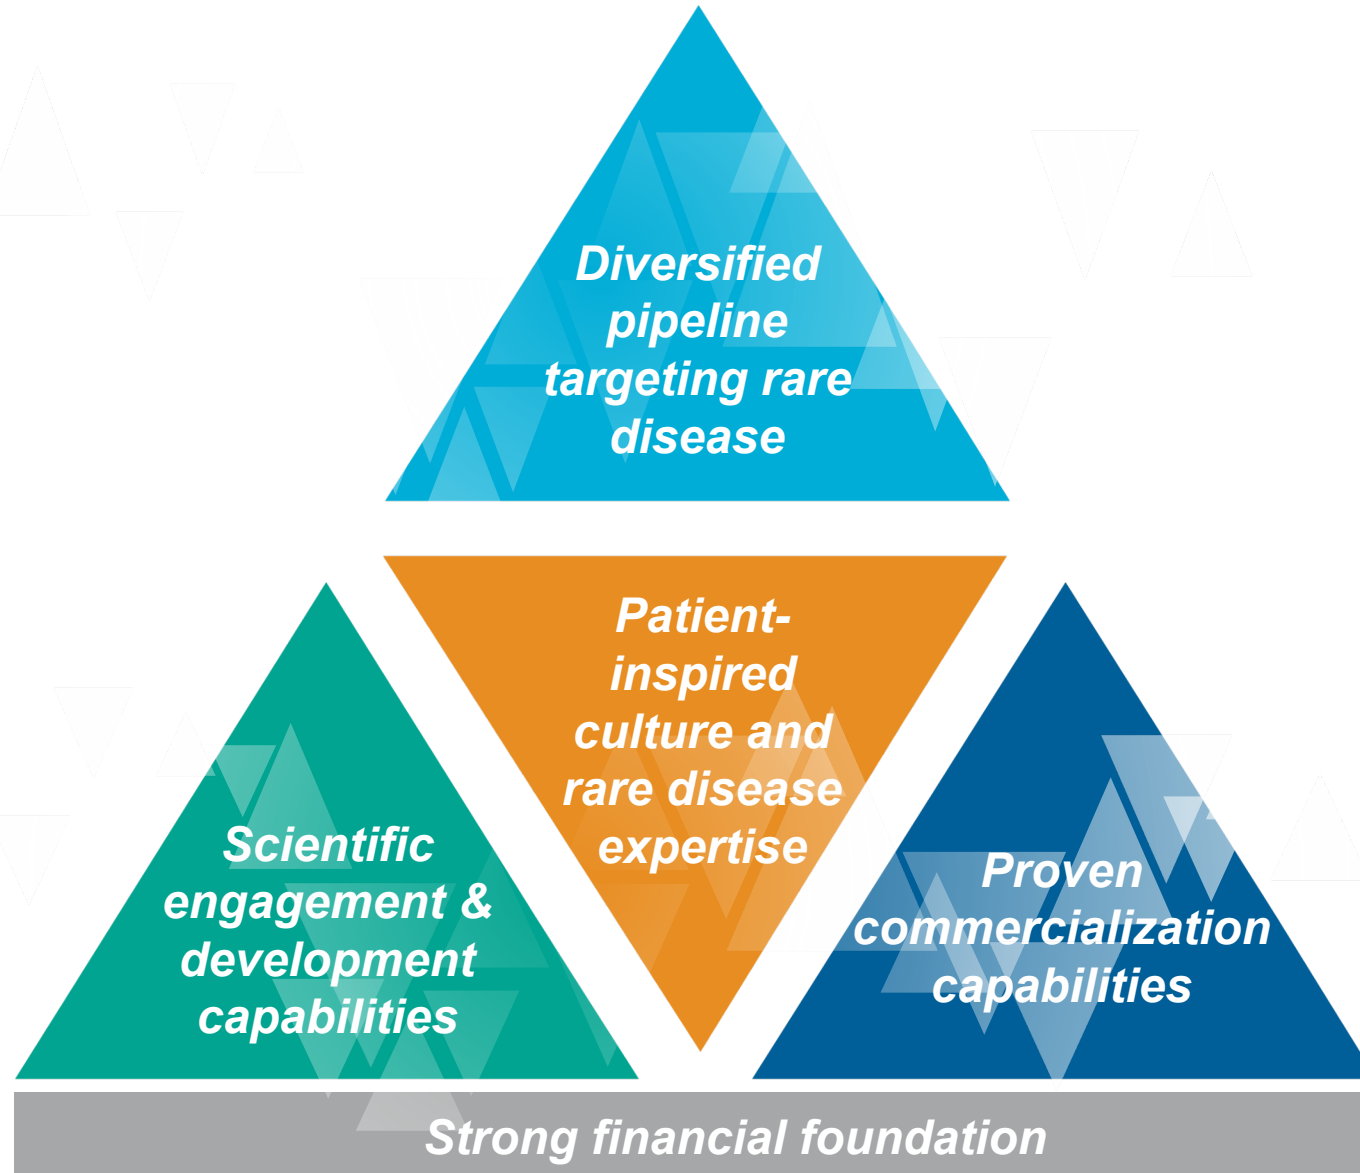 Diversified
pipeline
targeting rare
disease
Patient-
inspired
culture and
rare disease
expertise
Scientific
engagement &
development
capabilities
Proven
commercialization
capabilities
Strong financial foundation